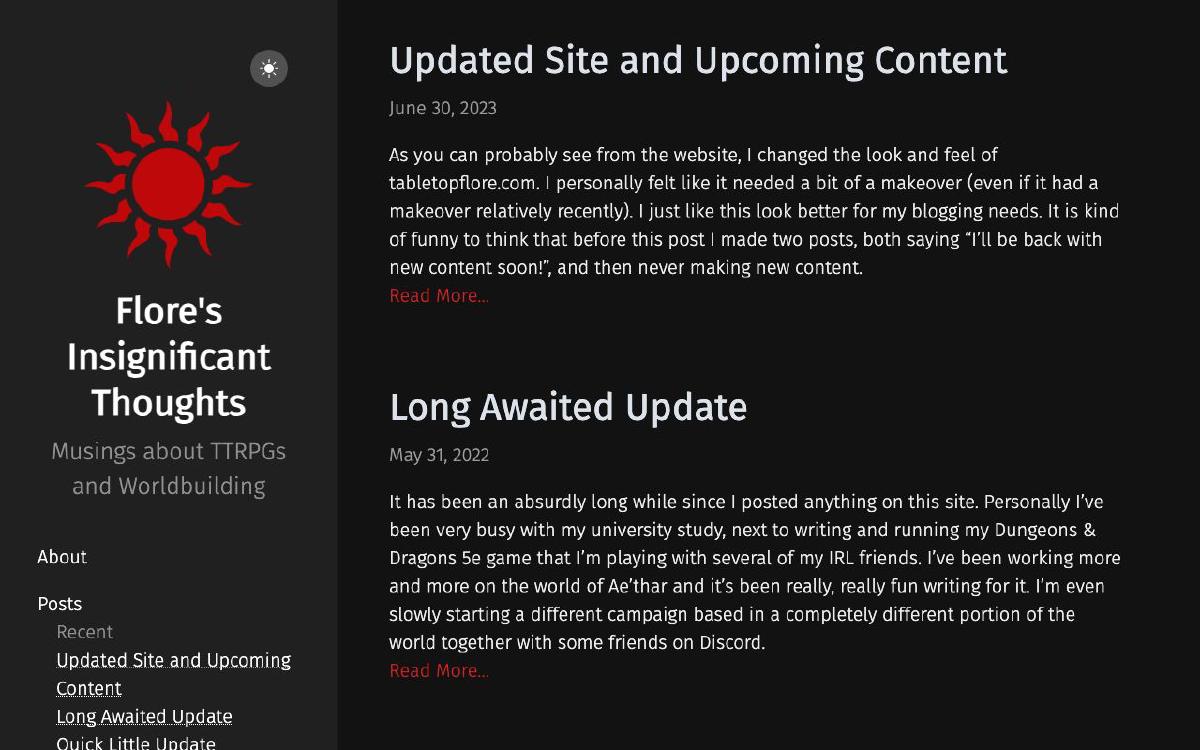 Flore's
Insignificant
Thoughts
Musings about TTRPGs
and Worldbuilding
About
Posts
Recent
Updated Site and Upcoming
Content
Long Awaited Update
Quick Little Update
Updated Site and Upcoming Content
June 30, 2023
As you can probably see from the website, I changed the look and feel of
tabletopflore.com. I personally felt like it needed a bit of a makeover (even if it had a
makeover relatively recently). I just like this look better for my blogging needs. It is kind
of funny to think that before this post I made two posts, both saying “I’ll be back with
new content soon!”, and then never making new content.
Read More...
Long Awaited Update
May 31, 2022
It has been an absurdly long while since I posted anything on this site. Personally I’ve
been very busy with my university study, next to writing and running my Dungeons &
Dragons 5e game that I’m playing with several of my IRL friends. I’ve been working more
and more on the world of Ae’thar and it’s been really, really fun writing for it. I’m even
slowly starting a different campaign based in a completely different portion of the
world together with some friends on Discord.
Read More...